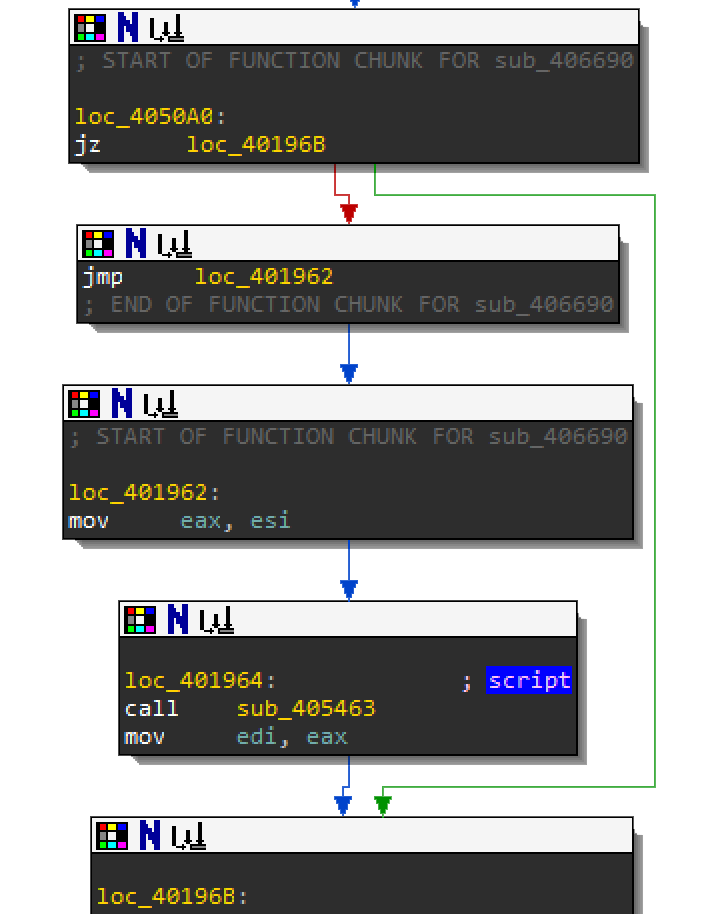 ; START OF FUNCTION CHUNK FOR sub_406690
loc_4050A0:
jz loc_40196B
jmp loc_401962
; END OF FUNCTION CHUNK FOR sub_406690
; START OF FUNCTION CHUNK FOR sub_406690
loc_401962:
mov eax, esi
loc_401964: ; script
call sub_405463
mov edi, eax
loc_40196B: